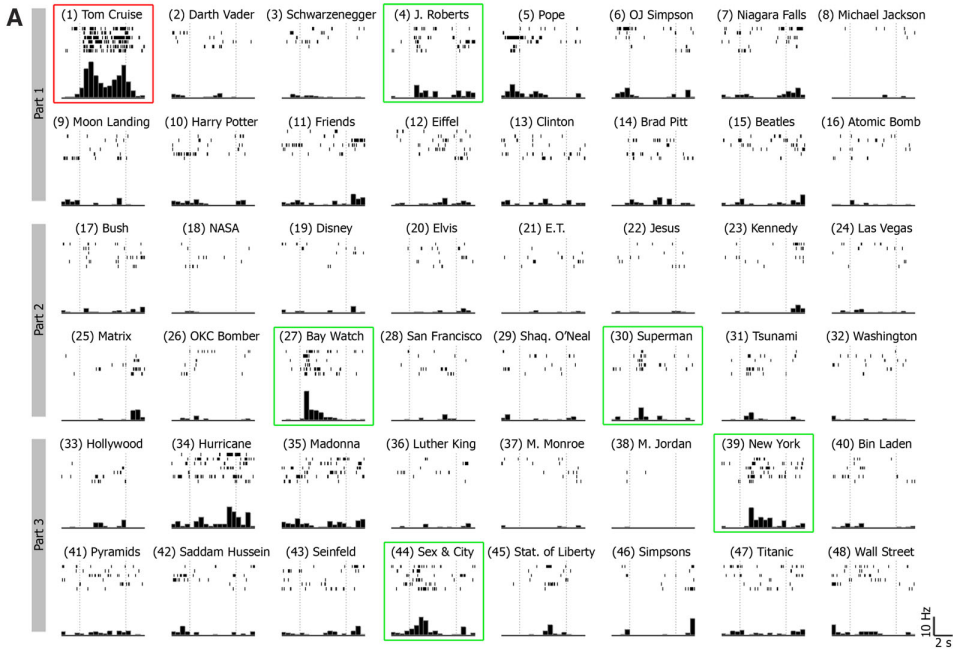 A
Part 1
(1) Tom Cruise (2) Darth Vader (3) Schwarzenegger (4) J. Roberts (5) Pope (6) OJ Simpson (7) Niagara Falls (8) Michael Jackson
(9) Moon Landing (10) Harry Potter (11) Friends (12) Eiffel (13) Clinton (14) Brad Pitt (15) Beatles (16) Atomic Bomb
Part 2
(17) Bush (18) NASA (19) Disney (20) Elvis (21) E.T. (22) Jesus (23) Kennedy (24) Las Vegas
(25) Matrix (26) OKC Bomber (27) Bay Watch (28) San Francisco (29) Shaq. O'Neal (30) Superman (31) Tsunami (32) Washington
Part 3
(33) Hollywood (34) Hurricane (35) Madonna (36) Luther King (37) M. Monroe (38) M. Jordan (39) New York (40) Bin Laden
(41) Pyramids (42) Saddam Hussein (43) Seinfeld (44) Sex & City (45) Stat. of Liberty (46) Simpsons (47) Titanic (48) Wall Street
10 Hz
2 s